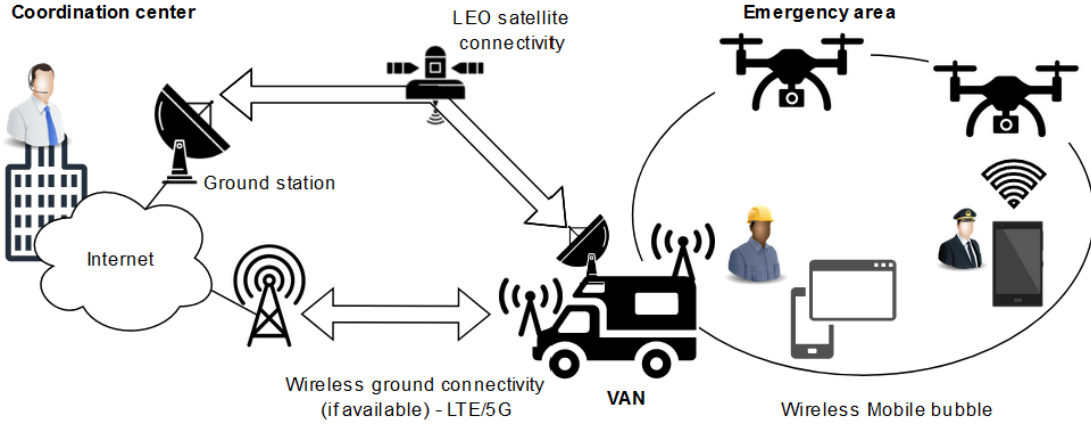 Coordination center
LEO satellite
connectivity
Emergency area
Ground station
Internet
Wireless ground connectivity
(if available) - LTE/5G
VAN
Wireless Mobile bubble